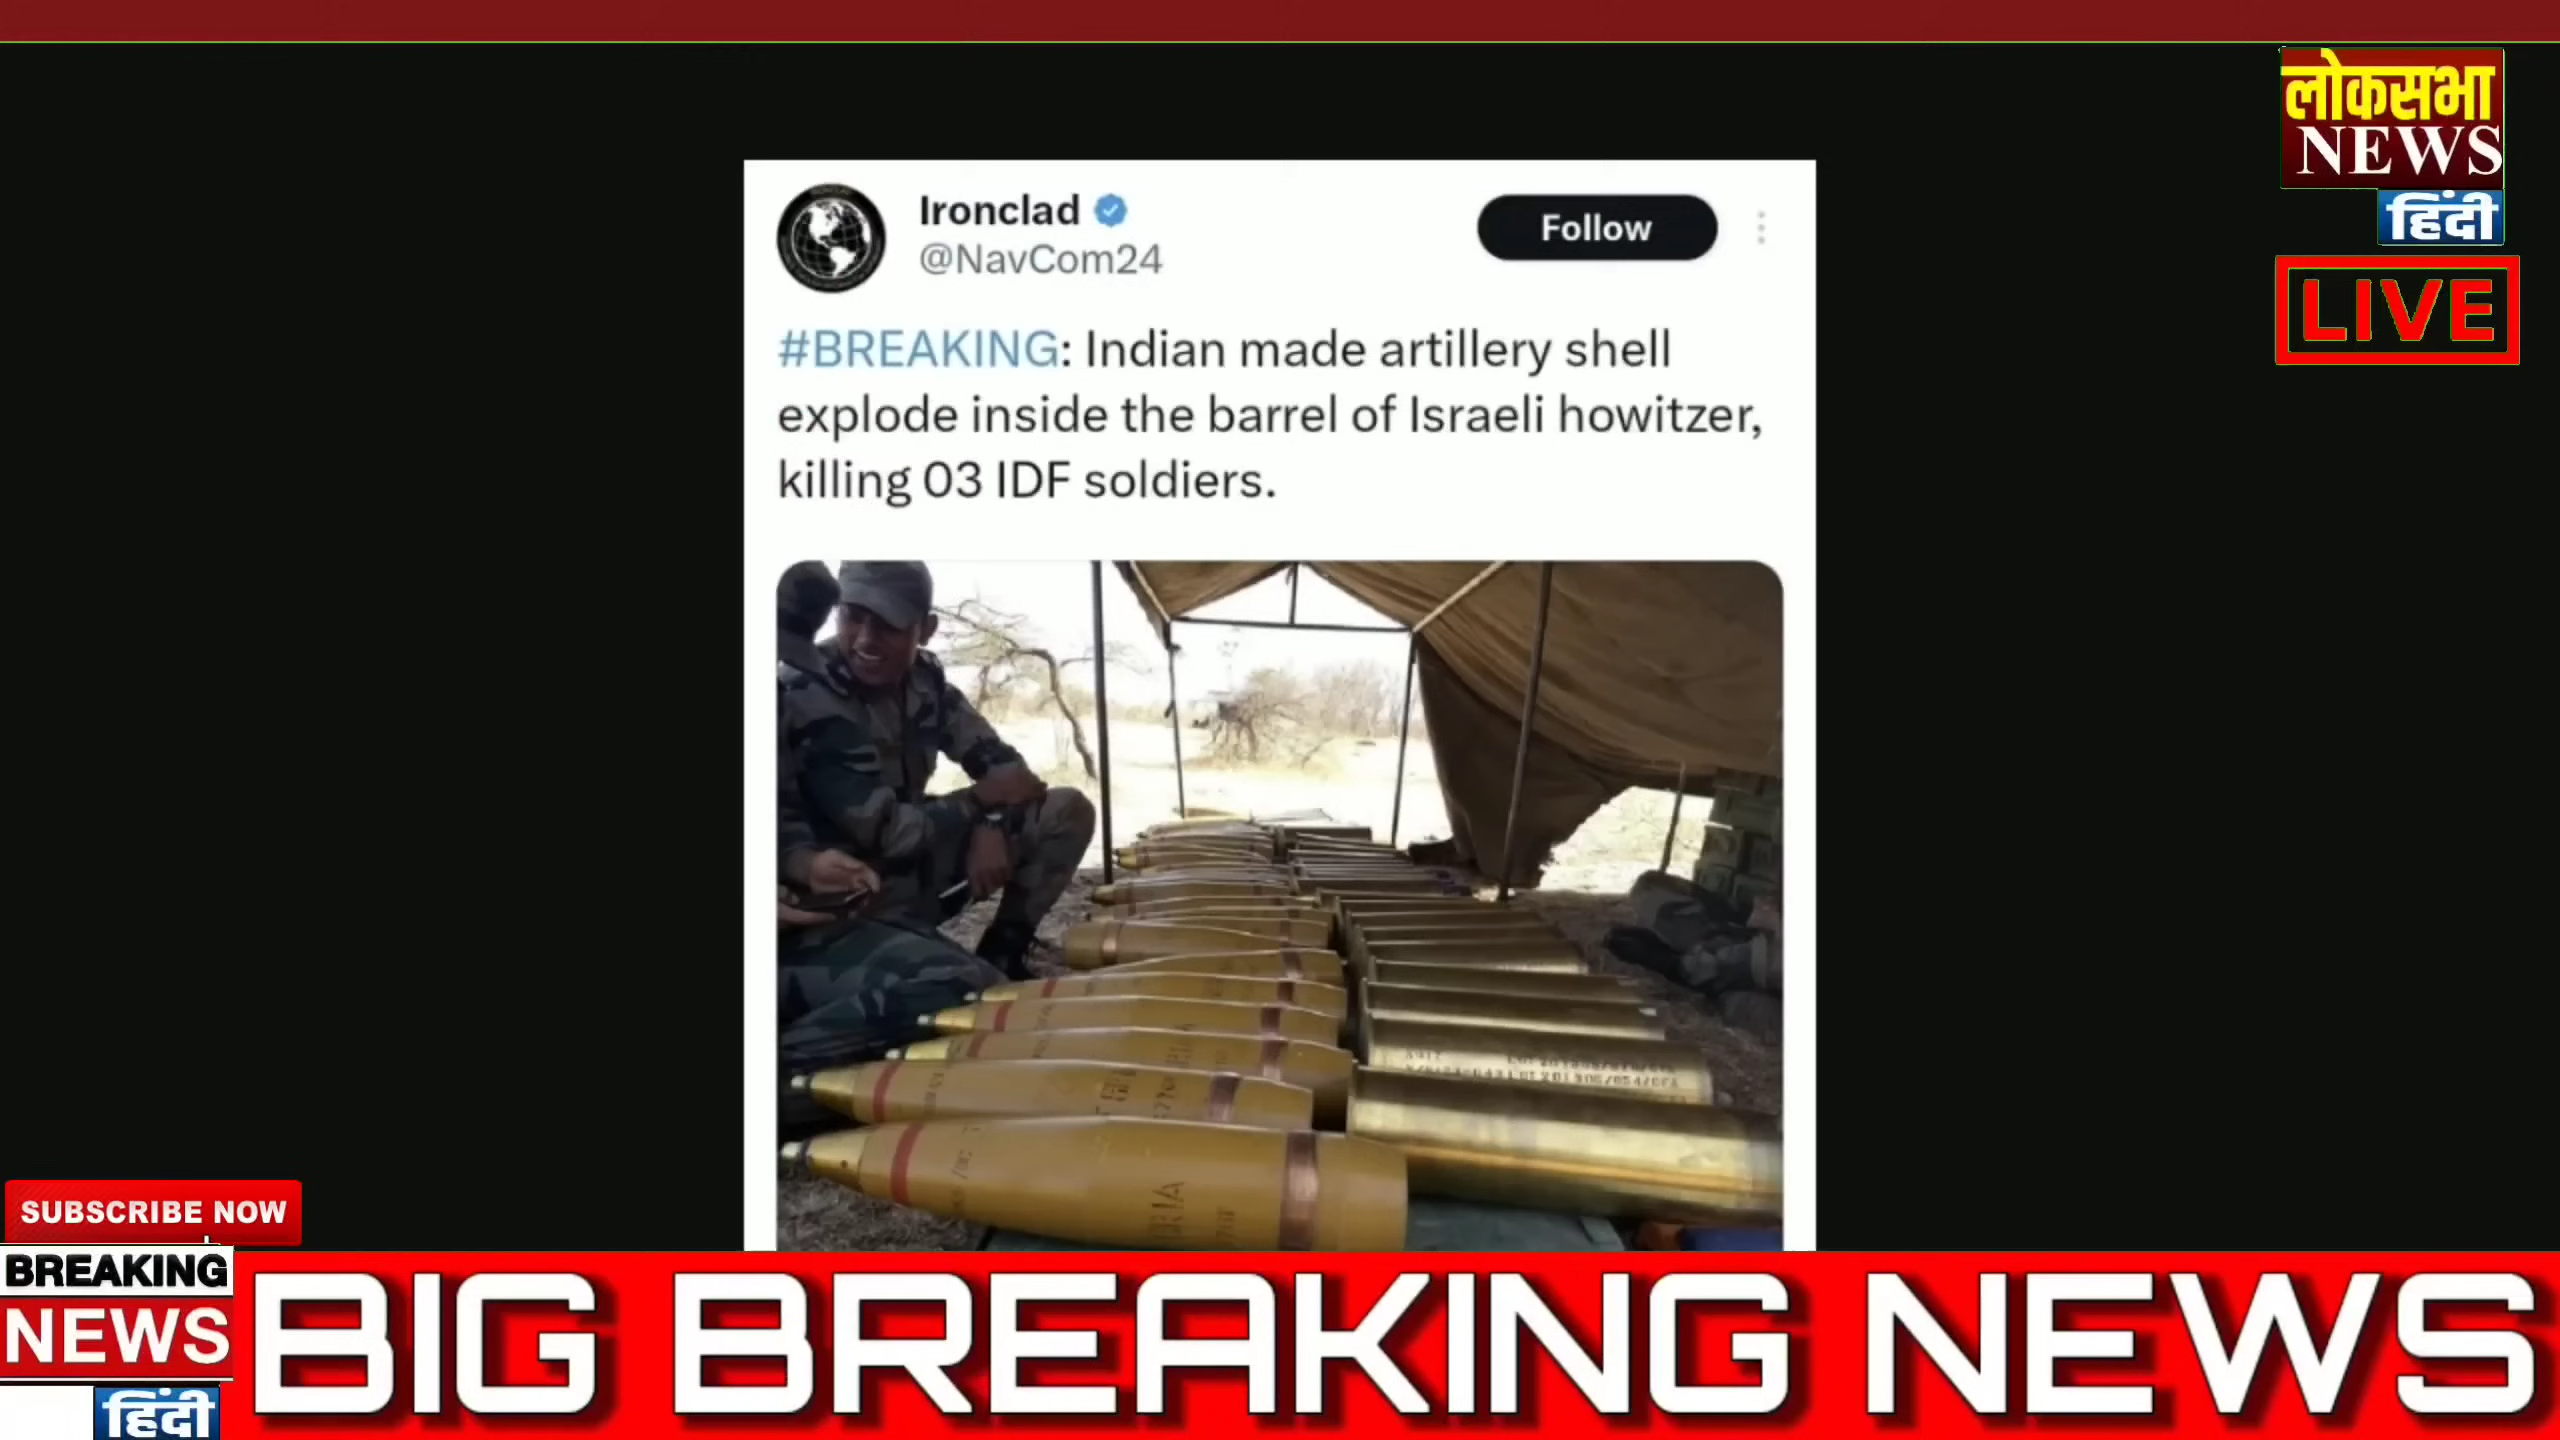 लोकसभा
NEWS
हिंदी
LIVE
Ironclad
@NavCom24
Follow
#BREAKING: Indian made artillery shell
explode inside the barrel of Israeli howitzer,
killing 03 IDF soldiers.
SUBSCRIBE NOW
BREAKING
NEWS
हिंदी
BIG BREAKING NEWS